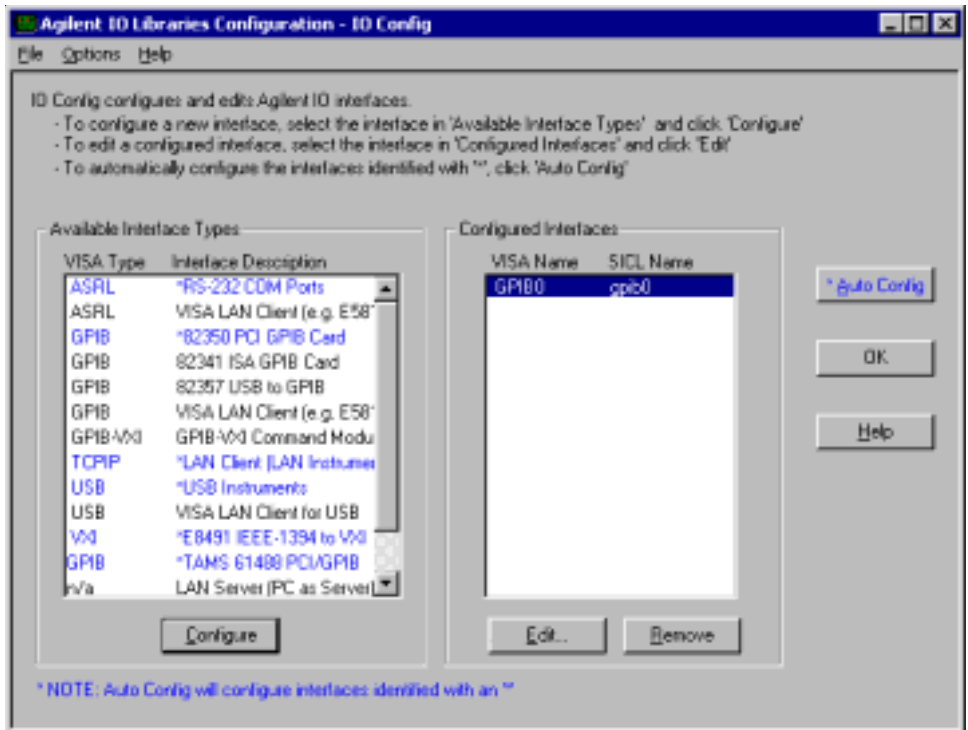 Agilent IO Libraries Configuration - IO Config
File Options Help
IO Config configures and edits Agilent IO interfaces.
- To configure a new interface, select the interface in 'Available Interface Types' and click 'Configure'
- To edit a configured interface, select the interface in 'Configured Interfaces' and click 'Edit'
- To automatically configure the interfaces identified with '*', click 'Auto Config'
Available Interface Types
VISA Type Interface Description
ASRL *RS-232 COM Ports
ASRL VISA LAN Client (e.g. E581
GPIB *82350 PCI GPIB Card
GPIB 82341 ISA GPIB Card
GPIB 82357 USB to GPIB
GPIB VISA LAN Client (e.g. E581
GPIB-VXI GPIB-VXI Command Modu
TCPIP *LAN Client (LAN Instrumen
USB *USB Instruments
USB VISA LAN Client for USB
VXI *E8491 IEEE-1394 to VXI
GPIB *TAMS 61488 PCI/GPIB
n/a LAN Server (PC as Server)
Configure
Configured Interfaces
VISA Name SICL Name
GPIB0 gpib0
Edit... Remove
* Auto Config
OK
Help
* NOTE: Auto Config will configure interfaces identified with an '*'